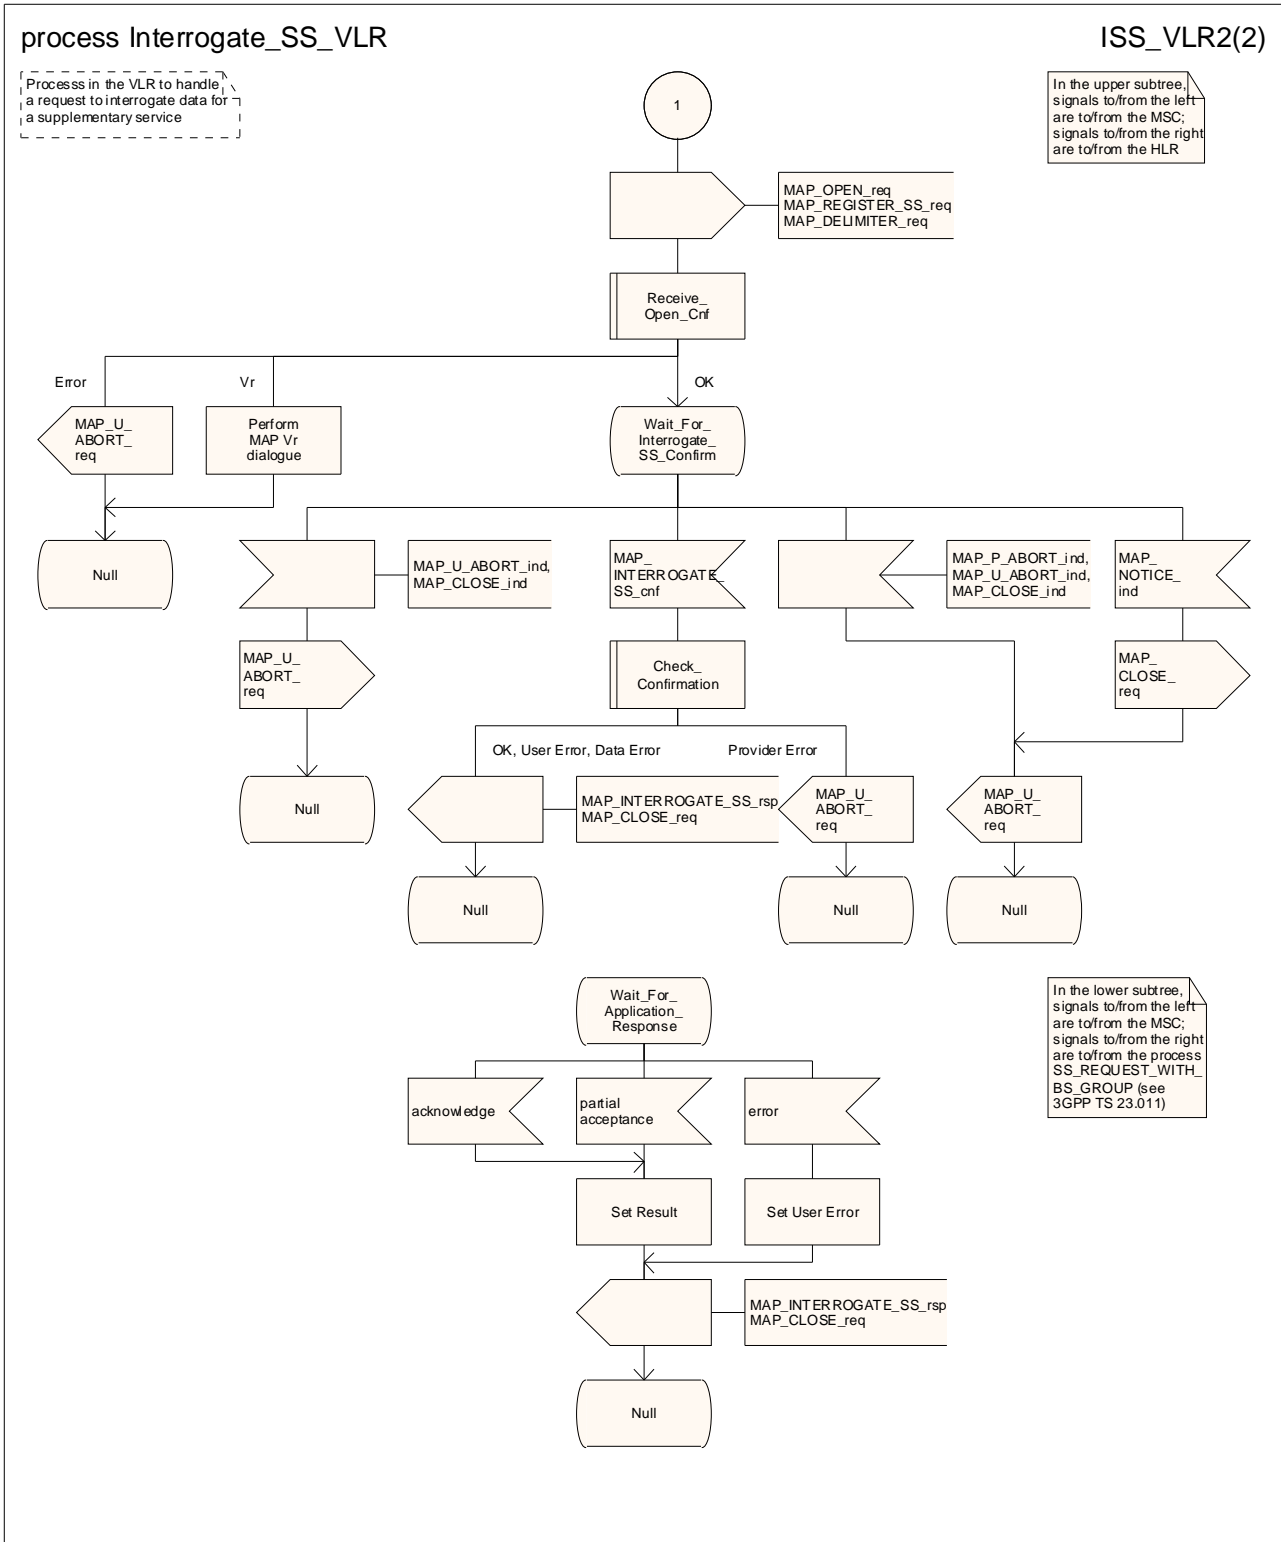 process Interrogate_SS_VLR
ISS_VLR2(2)
Processs in the VLR to handle
a request to interrogate data for
a supplementary service
1
In the upper subtree,
signals to/from the left
are to/from the MSC;
signals to/from the right
are to/from the HLR
MAP_OPEN_req
MAP_REGISTER_SS_req
MAP_DELIMITER_req
Receive_
Open_Cnf
Error
Vr
OK
MAP_U_
ABORT_
req
Perform
MAP Vr
dialogue
Wait_For_
Interrogate_
SS_Confirm
Null
MAP_U_ABORT_ind,
MAP_CLOSE_ind
MAP_
INTERROGATE_
SS_cnf
MAP_P_ABORT_ind,
MAP_U_ABORT_ind,
MAP_CLOSE_ind
MAP_
NOTICE_
ind
MAP_U_
ABORT_
req
Check_
Confirmation
MAP_
CLOSE_
req
OK, User Error, Data Error
Provider Error
Null
MAP_INTERROGATE_SS_rsp
MAP_CLOSE_req
MAP_U_
ABORT_
req
MAP_U_
ABORT_
req
Null
Null
Null
Wait_For_
Application_
Response
In the lower subtree,
signals to/from the left
are to/from the MSC;
signals to/from the right
are to/from the process
SS_REQUEST_WITH_
BS_GROUP (see
3GPP TS 23.011)
acknowledge
partial
acceptance
error
Set Result
Set User Error
MAP_INTERROGATE_SS_rsp
MAP_CLOSE_req
Null